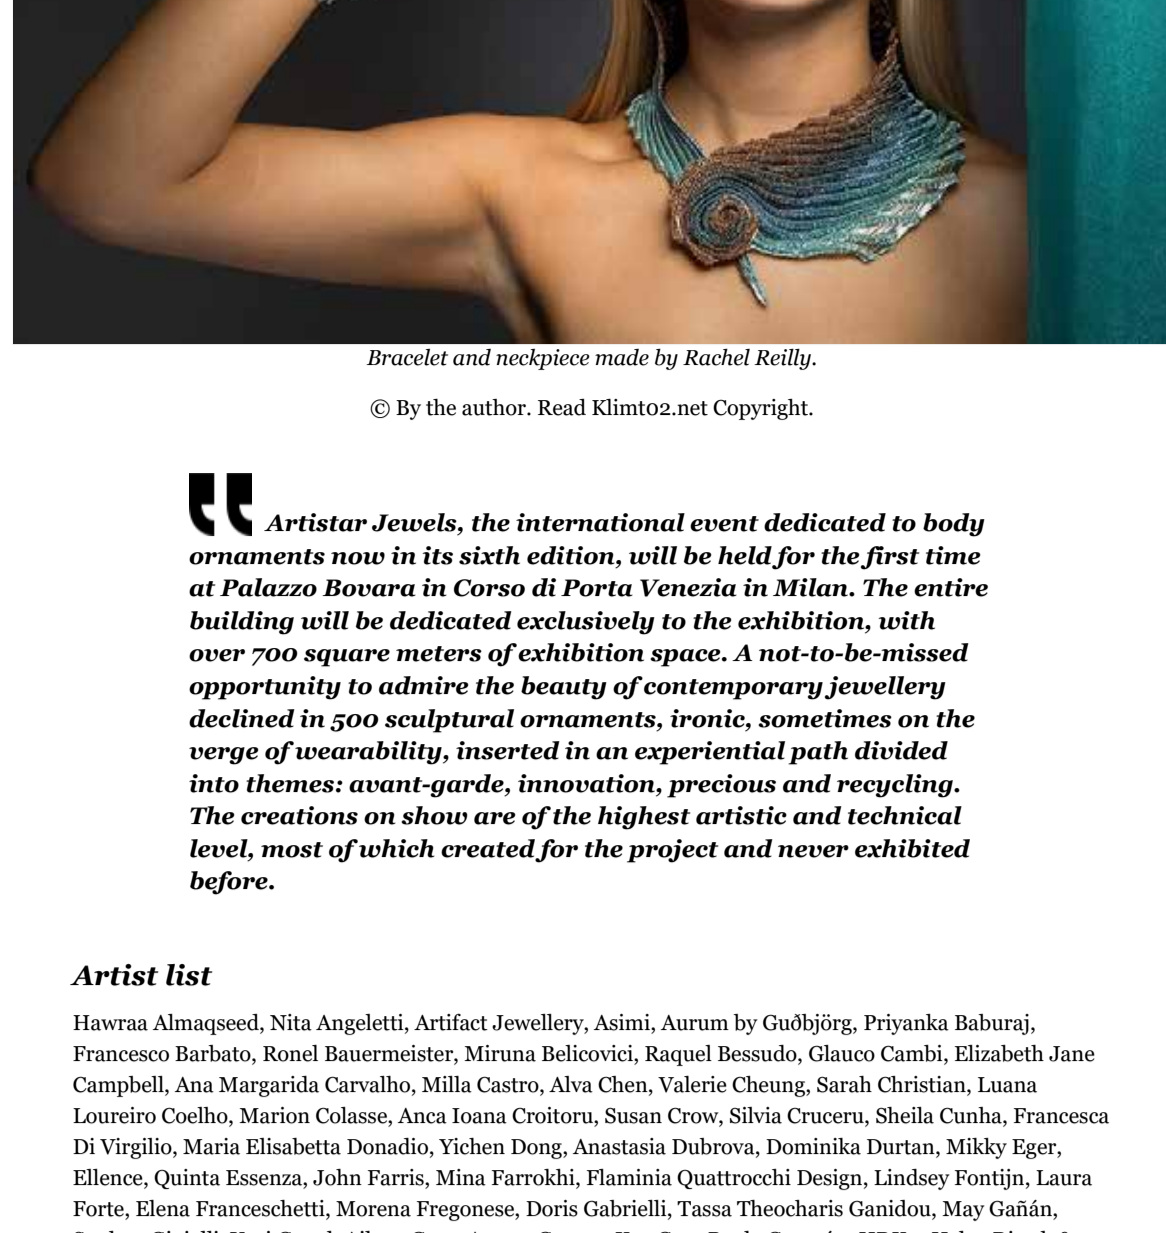 Bracelet and neckpiece made by Rachel Reilly.
© By the author. Read Klimt02.net Copyright.
Artistar Jewels, the international event dedicated to body
ornaments now in its sixth edition, will be held for the first time
at Palazzo Bovara in Corso di Porta Venezia in Milan. The entire
building will be dedicated exclusively to the exhibition, with
over 700 square meters of exhibition space. A not-to-be-missed
opportunity to admire the beauty of contemporary jewellery
declined in 500 sculptural ornaments, ironic, sometimes on the
verge of wearability, inserted in an experiential path divided
into themes: avant-garde, innovation, precious and recycling.
The creations on show are of the highest artistic and technical
level, most of which created for the project and never exhibited
before.
Artist list
Hawraa Almaqseed, Nita Angeletti, Artifact Jewellery, Asimi, Aurum by Guðbjörg, Priyanka Baburaj,
Francesco Barbato, Ronel Bauermeister, Miruna Belicovici, Raquel Bessudo, Glauco Cambi, Elizabeth Jane
Campbell, Ana Margarida Carvalho, Milla Castro, Alva Chen, Valerie Cheung, Sarah Christian, Luana
Loureiro Coelho, Marion Colasse, Anca Ioana Croitoru, Susan Crow, Silvia Cruceru, Sheila Cunha, Francesca
Di Virgilio, Maria Elisabetta Donadio, Yichen Dong, Anastasia Dubrova, Dominika Durtan, Mikky Eger,
Ellence, Quinta Essenza, John Farris, Mina Farrokhi, Flaminia Quattrocchi Design, Lindsey Fontijn, Laura
Forte, Elena Franceschetti, Morena Fregonese, Doris Gabrielli, Tassa Theocharis Ganidou, May Gañán,